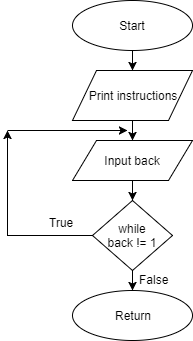 Start
Print instructions
Input back
True
while
back != 1
False
Return